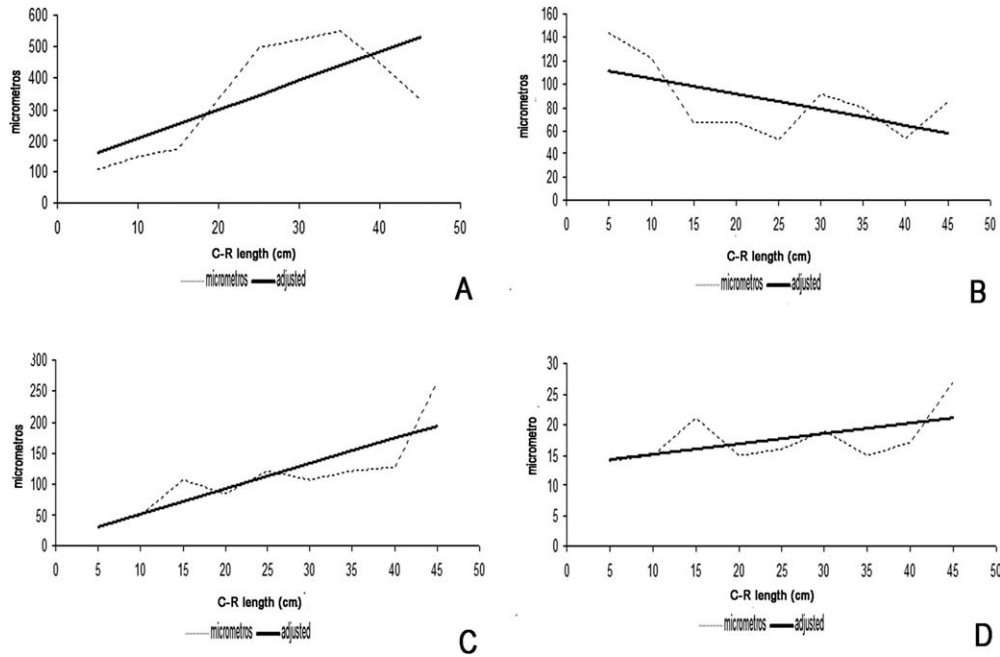 600
500
400
300
200
100
0
micrometros
0 10 20 30 40 50
C-R length (cm)
micrometros adjusted
A
160
140
120
100
80
60
40
20
0
micrometros
0 5 10 15 20 25 30 35 40 45 50
C-R length (cm)
micrometros adjusted
B
300
250
200
150
100
50
0
micrometros
0 5 10 15 20 25 30 35 40 45 50
C-R length (cm)
micrometros adjusted
C
30
25
20
15
10
5
0
micrometro
0 5 10 15 20 25 30 35 40 45 50
C-R length (cm)
micrometros adjusted
D